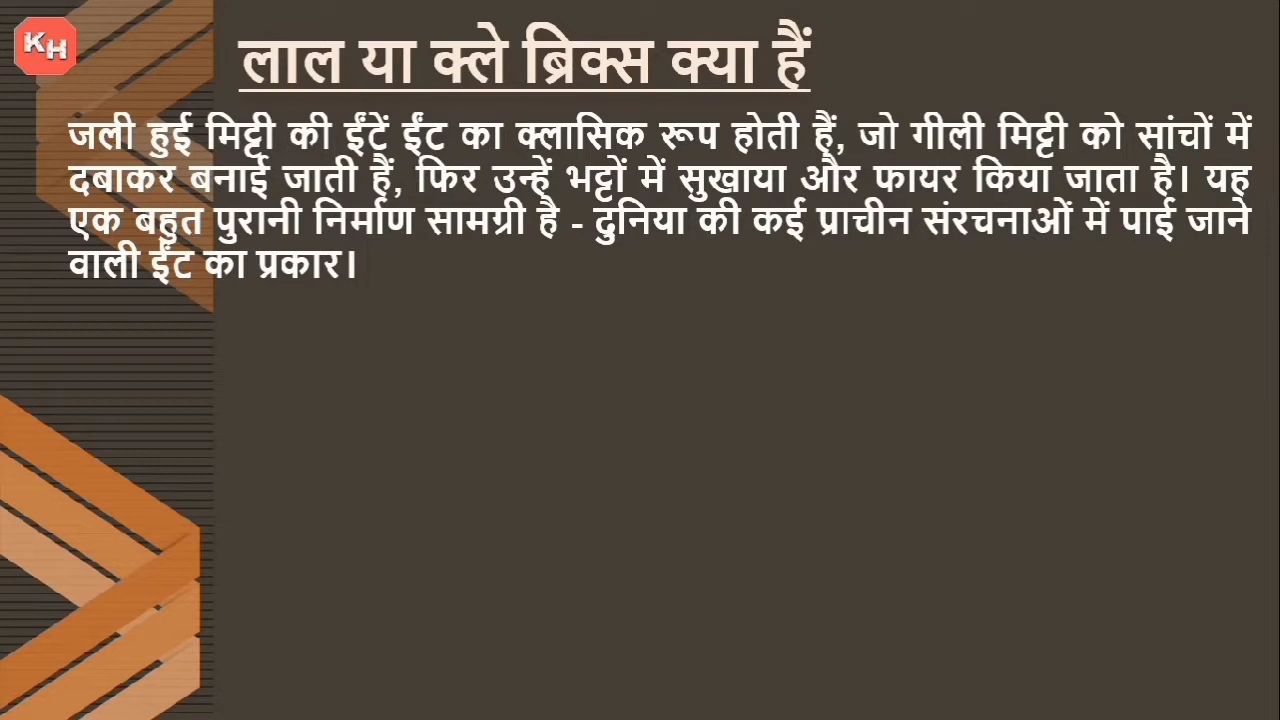 KH
लाल या क्ले ब्रिक्स क्या हैं
जली हुई मिट्टी की ईंटें ईंट का क्लासिक रूप होती हैं, जो गीली मिट्टी को सांचों में
दबाकर बनाई जाती हैं, फिर उन्हें भट्टों में सुखाया और फायर किया जाता है। यह
एक बहुत पुरानी निर्माण सामग्री है - दुनिया की कई प्राचीन संरचनाओं में पाई जाने
वाली ईंट का प्रकार।